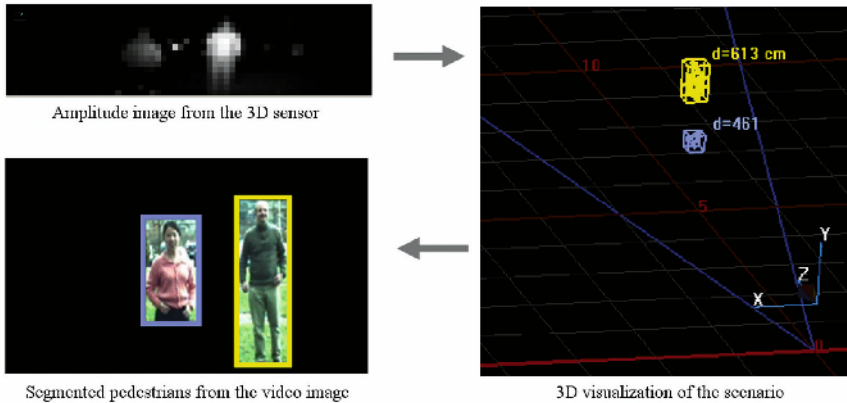 Amplitude image from the 3D sensor
d=613 cm
10
d=461
5
Y
Z
X
0
Segmented pedestrians from the video image
3D visualization of the scenario